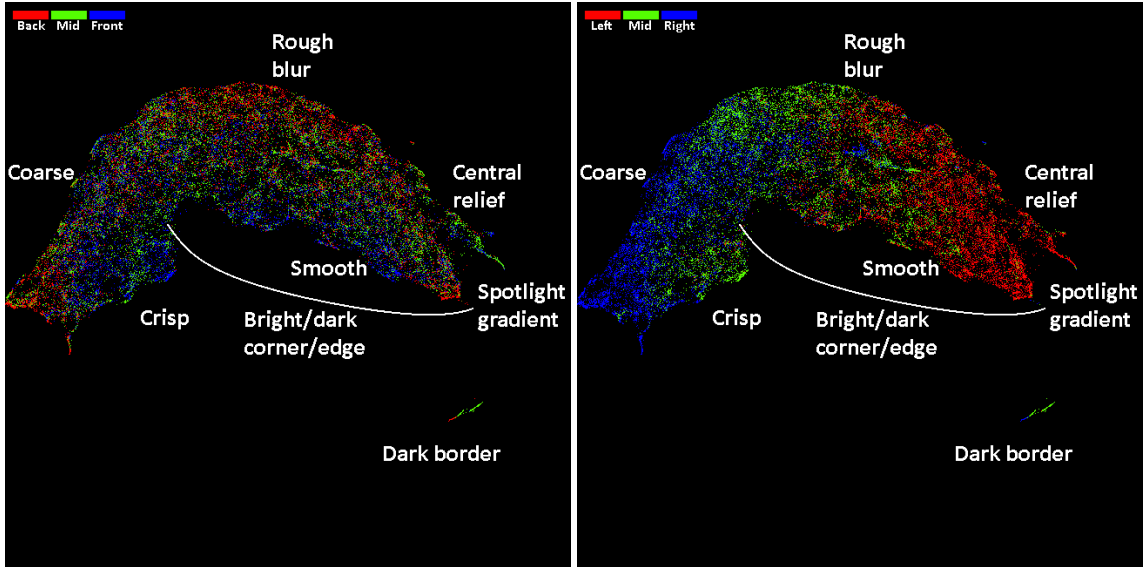 Back Mid Front
Rough
blur
Coarse
Central
relief
Smooth
Spotlight
gradient
Crisp
Bright/dark
corner/edge
Dark border
Left Mid Right
Rough
blur
Coarse
Central
relief
Smooth
Spotlight
gradient
Crisp
Bright/dark
corner/edge
Dark border